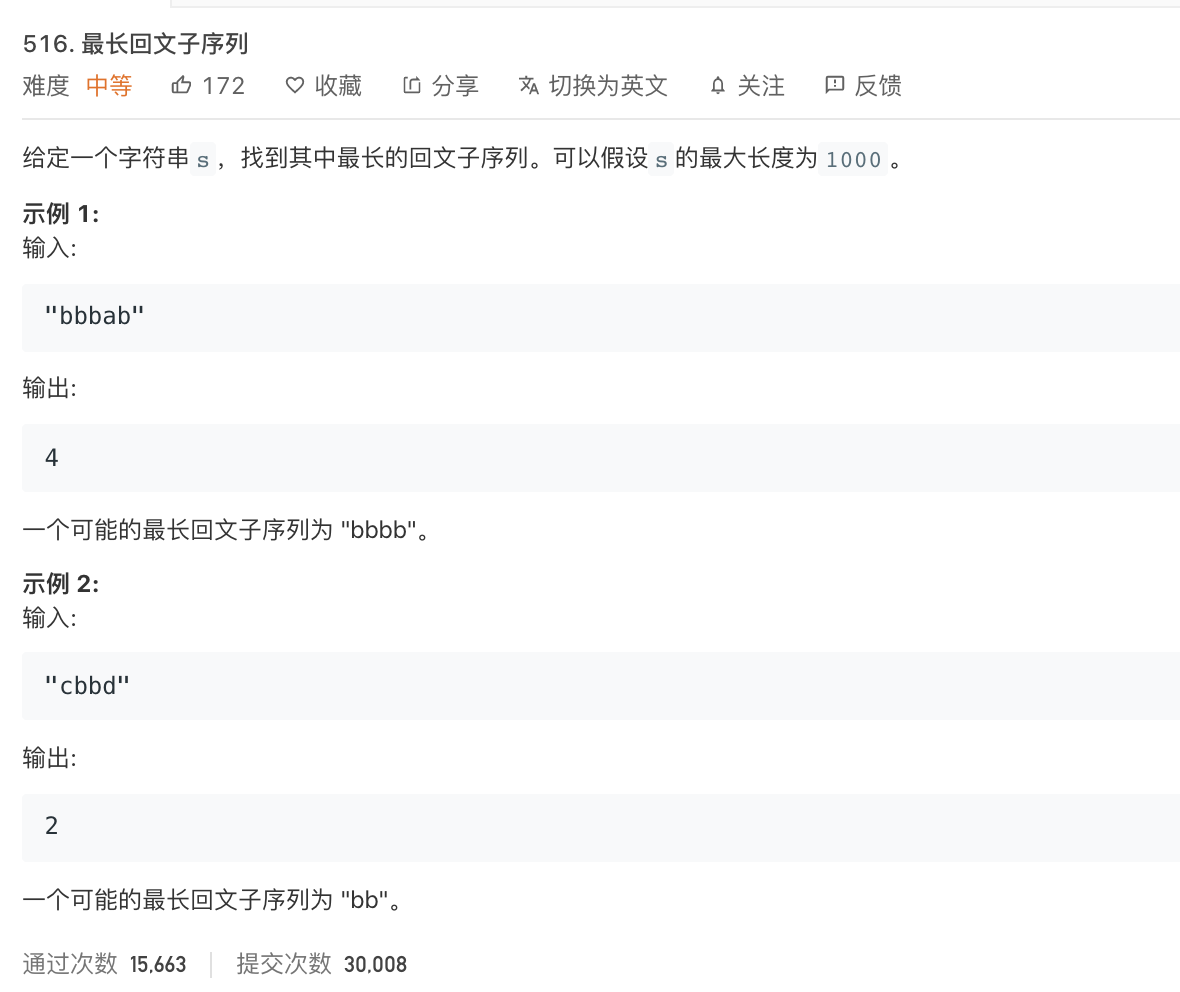 516. 最长回文子序列
难度 中等 172 收藏 分享 切换为英文 关注 反馈
给定一个字符串 s ，找到其中最长的回文子序列。可以假设 s 的最大长度为 1000 。
示例 1:
输入:
"bbbab"
输出:
4
一个可能的最长回文子序列为 "bbbb"。
示例 2:
输入:
"cbbd"
输出:
2
一个可能的最长回文子序列为 "bb"。
通过次数 15,663 提交次数 30,008